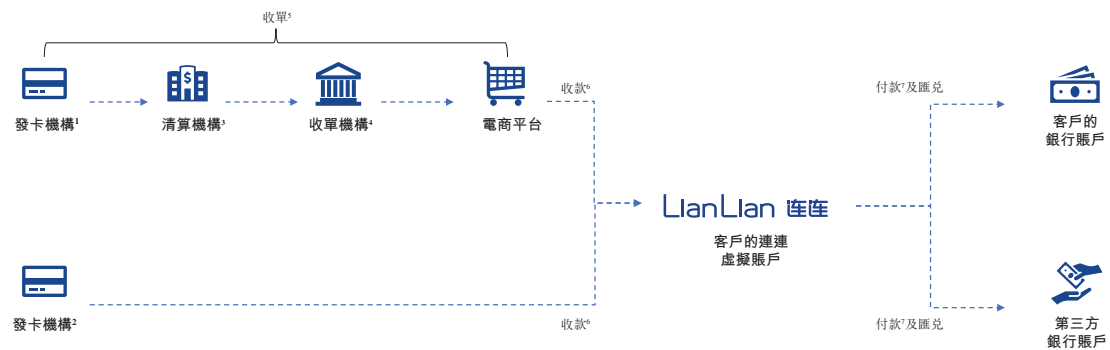 收單⁵
發卡機構¹
清算機構³
收單機構⁴
電商平台
收款⁶
付款⁷及匯兌
客戶的
銀行賬戶
$
LianLian 连连
客戶的連連
虛擬賬戶
發卡機構²
收款⁶
付款⁷及匯兌
第三方
銀行賬戶